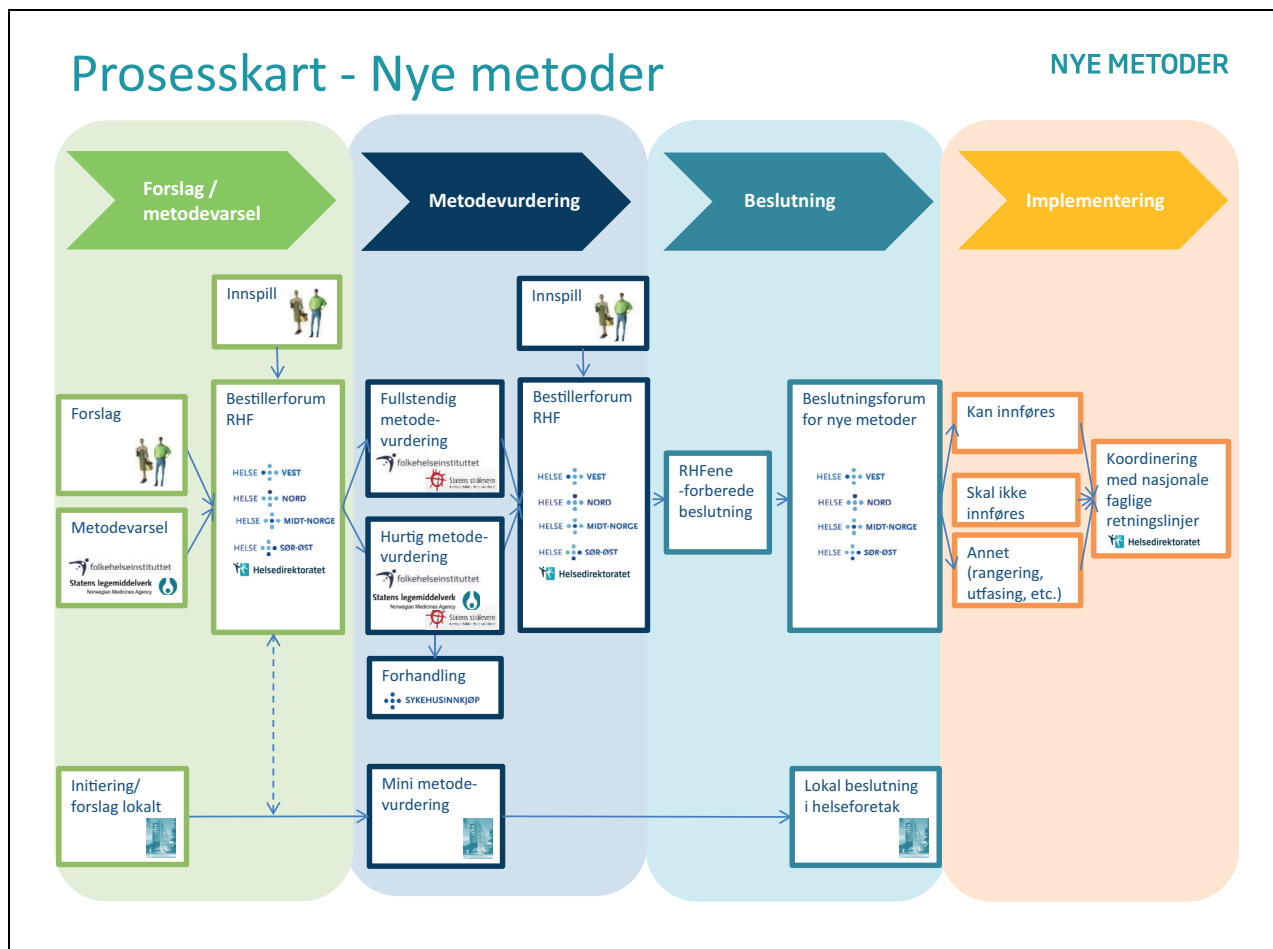 Prosesskart - Nye metoder
NYE METODER
Forslag /
metodevarsel
Metodevurdering
Beslutning
Implementering
Innspill
Innspill
Forslag
Metodevarsel
folkehelseinstituttet
Statens legemiddelverk
Norwegian Medicines Agency
Bestillerforum
RHF
HELSE VEST
HELSE NORD
HELSE MIDT-NORGE
HELSE SØR-ØST
Helsedirektoratet
Fullstendig
metode-
vurdering
folkehelseinstituttet
Statens strålevern
Hurtig metode-
vurdering
folkehelseinstituttet
Statens legemiddelverk
Norwegian Medicines Agency
Statens strålevern
Forhandling
SYKEHUSINNKJØP
Bestillerforum
RHF
HELSE VEST
HELSE NORD
HELSE MIDT-NORGE
HELSE SØR-ØST
Helsedirektoratet
RHFene
-forberede
beslutning
Beslutningsforum
for nye metoder
HELSE VEST
HELSE NORD
HELSE MIDT-NORGE
HELSE SØR-ØST
Kan innføres
Skal ikke
innføres
Annet
(rangering,
utfasing, etc.)
Koordinering
med nasjonale
faglige
retningslinjer
Helsedirektoratet
Initiering/
forslag lokalt
Mini metode-
vurdering
Lokal beslutning
i helseforetak